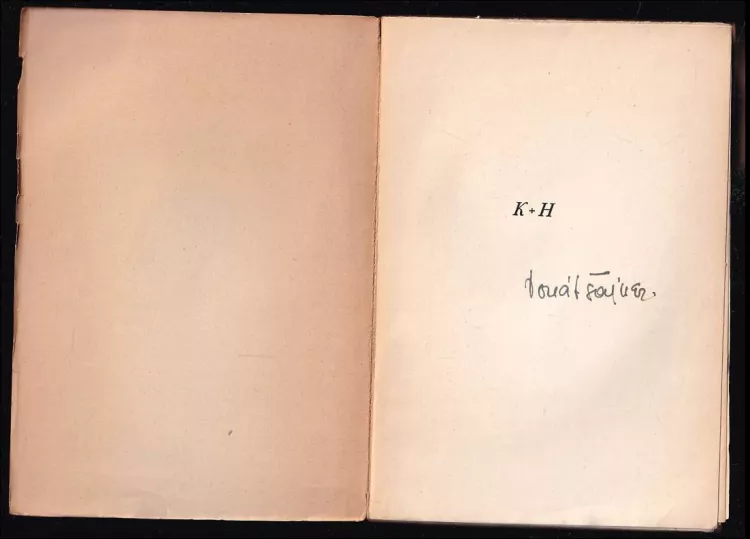 K + H
Donát Šajner